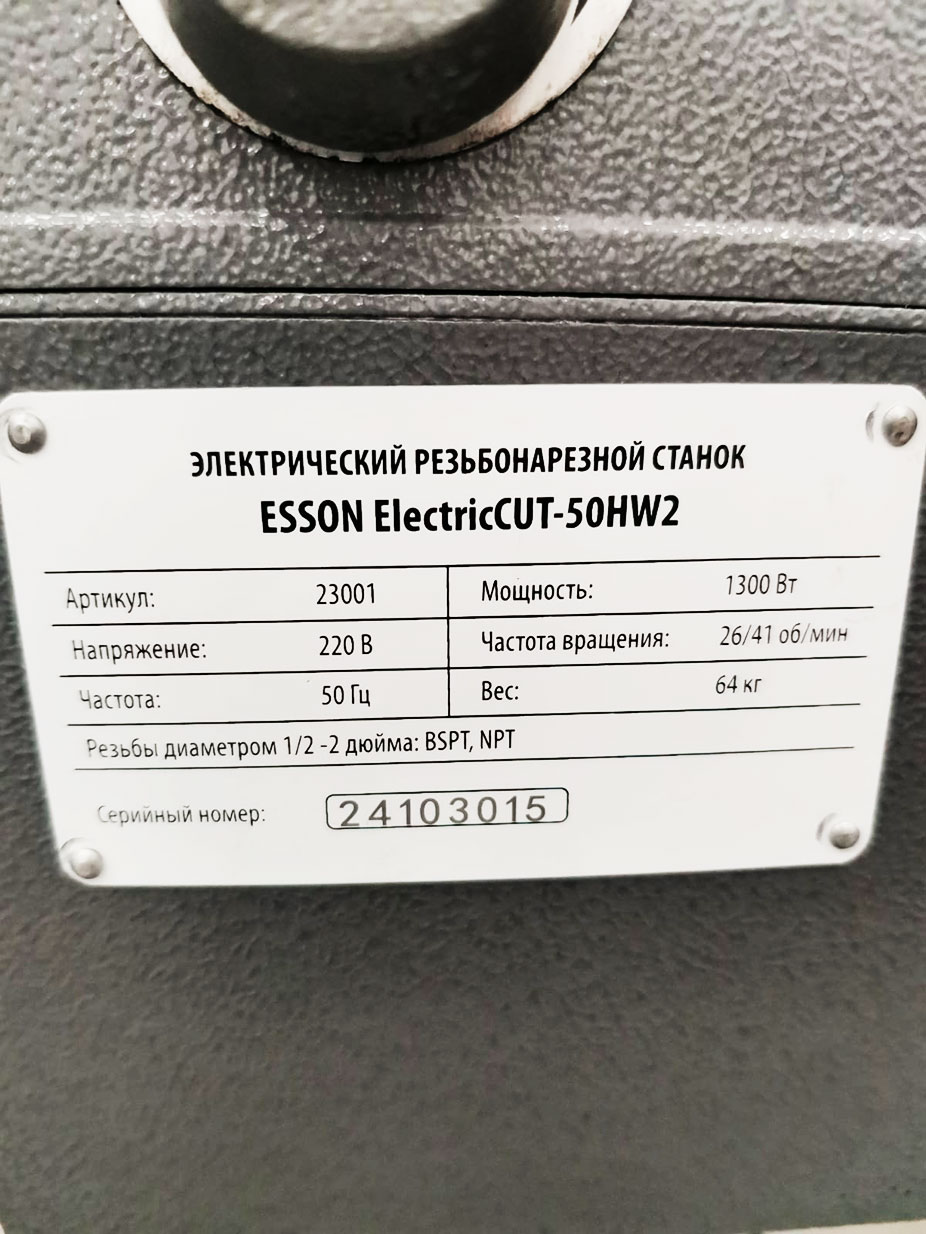 ЭЛЕКТРИЧЕСКИЙ РЕЗЬБОНАРЕЗНОЙ СТАНОК
ESSON ElectricCUT-50HW2
Артикул: 23001 Мощность: 1300 Вт
Напряжение: 220 В Частота вращения: 26/41 об/мин
Частота: 50 Гц Вес: 64 кг
Резьбы диаметром 1/2 -2 дюйма: BSPT, NPT
Серийный номер: 24103015